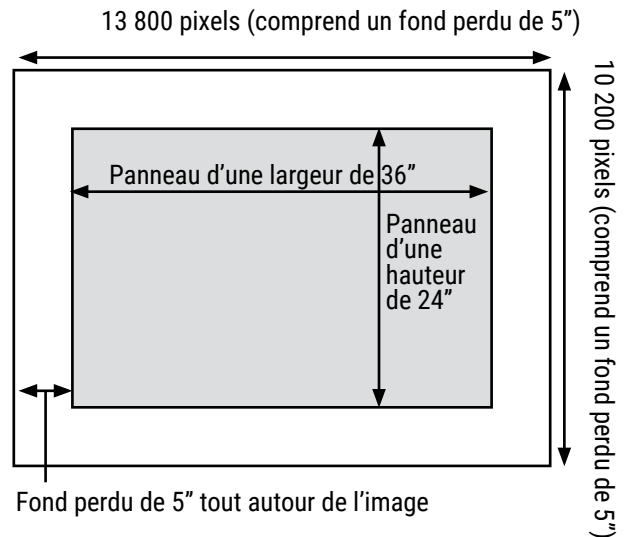 13 800 pixels (comprend un fond perdu de 5”)
10 200 pixels (comprend un fond perdu de 5”)
Panneau d’une largeur de 36”
Panneau
d’une
hauteur
de 24”
Fond perdu de 5” tout autour de l’image